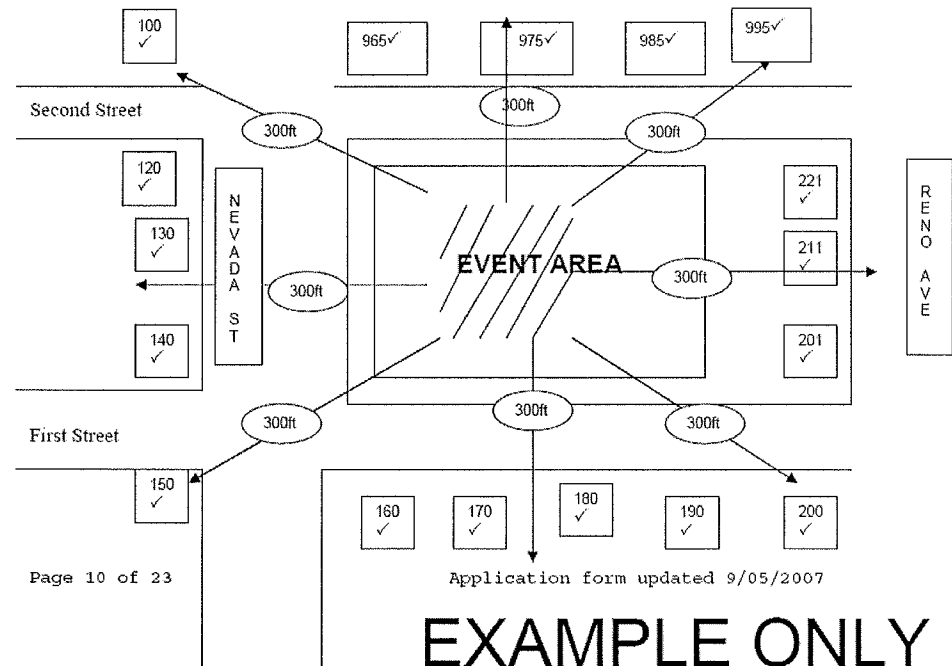 100 ✓
965✓
975✓
985✓
995✓
Second Street
300ft
300ft
300ft
120 ✓
NEVADA ST
221 ✓
RENO AVE
130 ✓
211 ✓
EVENT AREA
300ft
300ft
140 ✓
201 ✓
300ft
300ft
300ft
First Street
150 ✓
160 ✓
170 ✓
180 ✓
190 ✓
200 ✓
Page 10 of 23
Application form updated 9/05/2007
EXAMPLE ONLY